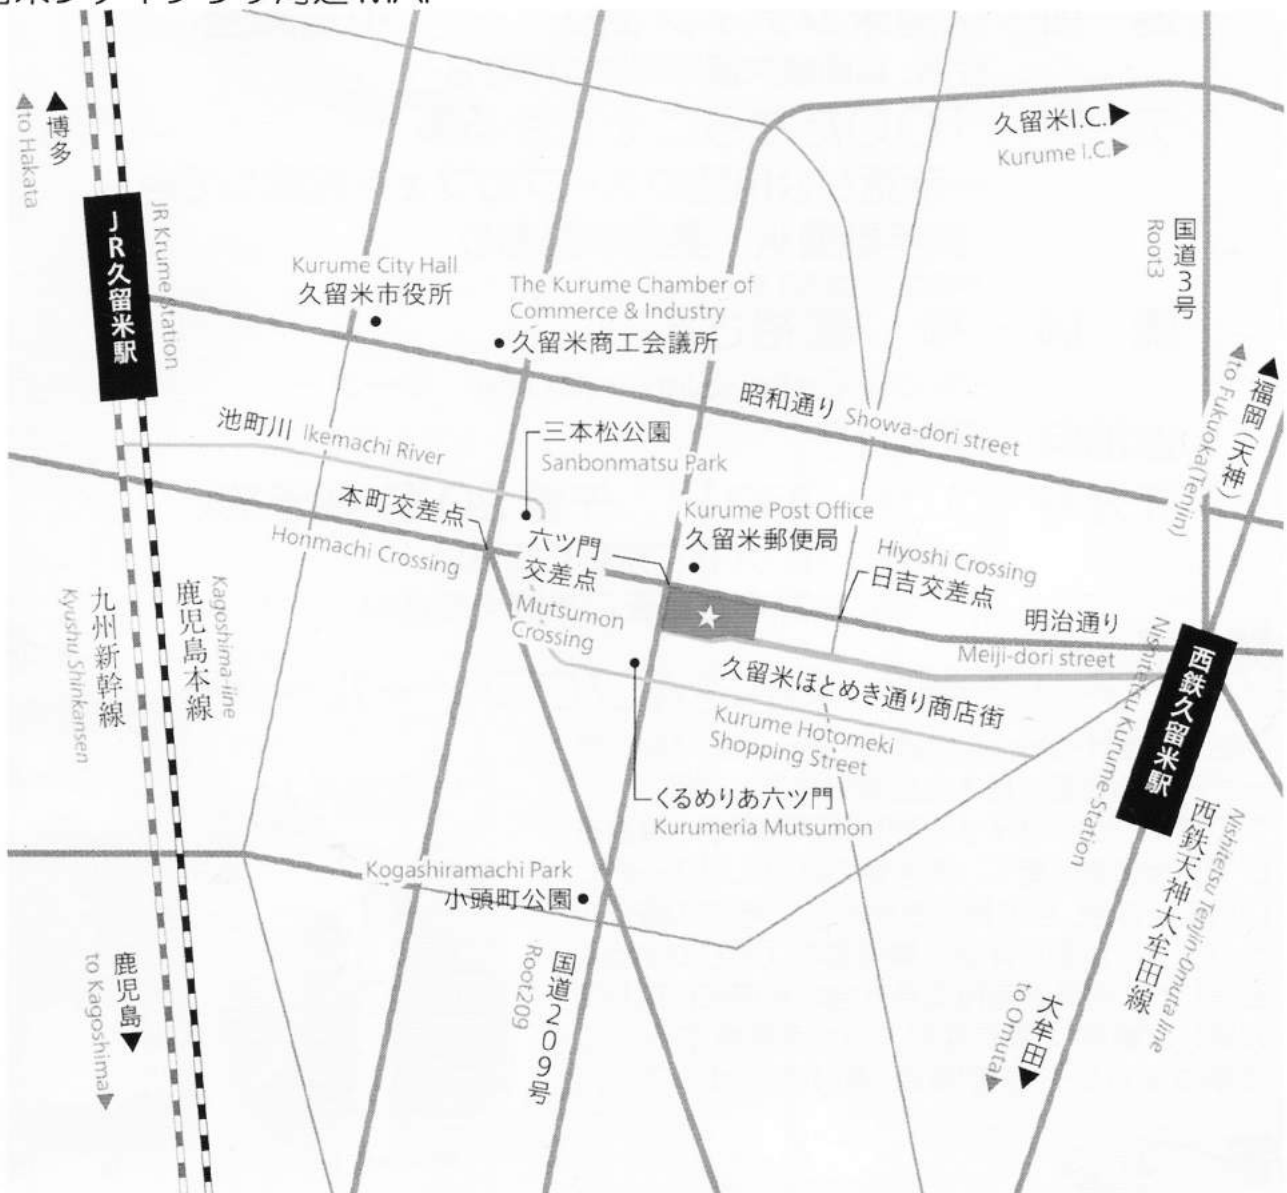 博多
to Hakata
久留米I.C.
Kurume I.C.
国道3号
Root3
JR久留米駅
JR Krume Station
Kurume City Hall
久留米市役所
The Kurume Chamber of
Commerce & Industry
久留米商工会議所
昭和通り Showa-dori street
福岡(天神)
to Fukuoka(Tenjin)
池町川 Ikemachi River
三本松公園
Sanbonmatsu Park
本町交差点
Honmachi Crossing
Kurume Post Office
久留米郵便局
六ツ門
交差点
Mutsumon
Crossing
Hiyoshi Crossing
日吉交差点
明治通り
Meiji-dori street
九州新幹線
Kyushu Shinkansen
鹿児島本線
Kagoshima-line
久留米ほとめき通り商店街
Kurume Hotomeki
Shopping Street
西鉄久留米駅
Nishitetsu Kurume-Station
くるめりあ六ツ門
Kurumeria Mutsumon
西鉄天神大牟田線
Nishitetsu Tenjin-Omuta line
Kogashiramachi Park
小頭町公園
国道209号
Root209
鹿児島
to Kagoshima
大牟田
to Omuta